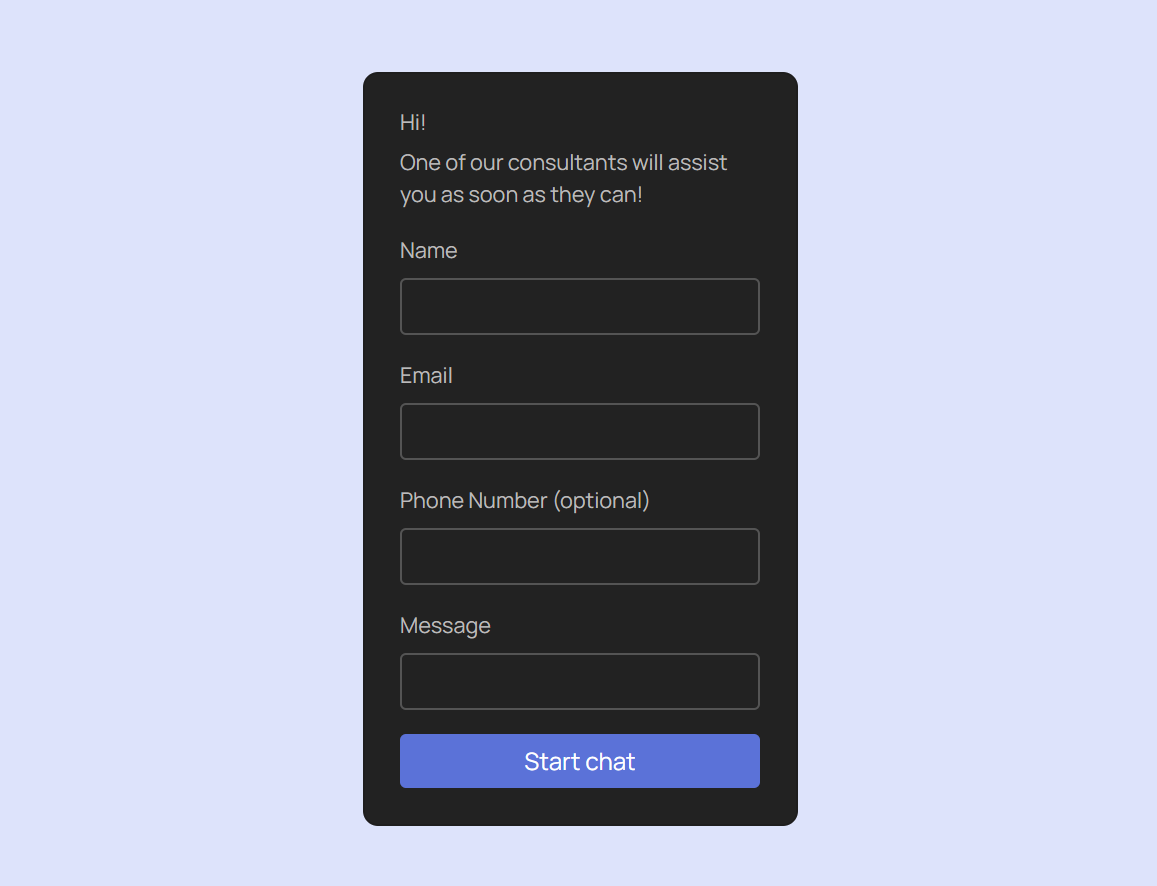 Hi!
One of our consultants will assist
you as soon as they can!
Name
Email
Phone Number (optional)
Message
Start chat